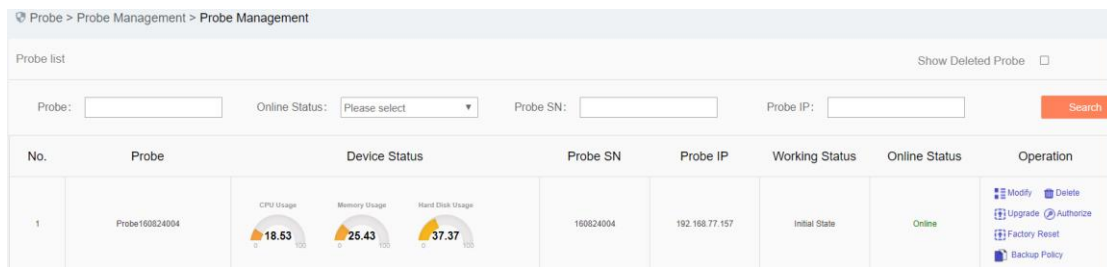 Probe > Probe Management > Probe Management
Probe list
Show Deleted Probe
Probe:
Online Status:
Please select
Probe SN:
Probe IP:
Search
No.
Probe
Device Status
Probe SN
Probe IP
Working Status
Online Status
Operation
1
Probe160824004
CPU Usage
18.53
0
100
Memory Usage
25.43
0
100
Hard Disk Usage
37.37
0
100
160824004
192.168.77.157
Initial State
Online
Modify
Delete
Upgrade
Authorize
Factory Reset
Backup Policy